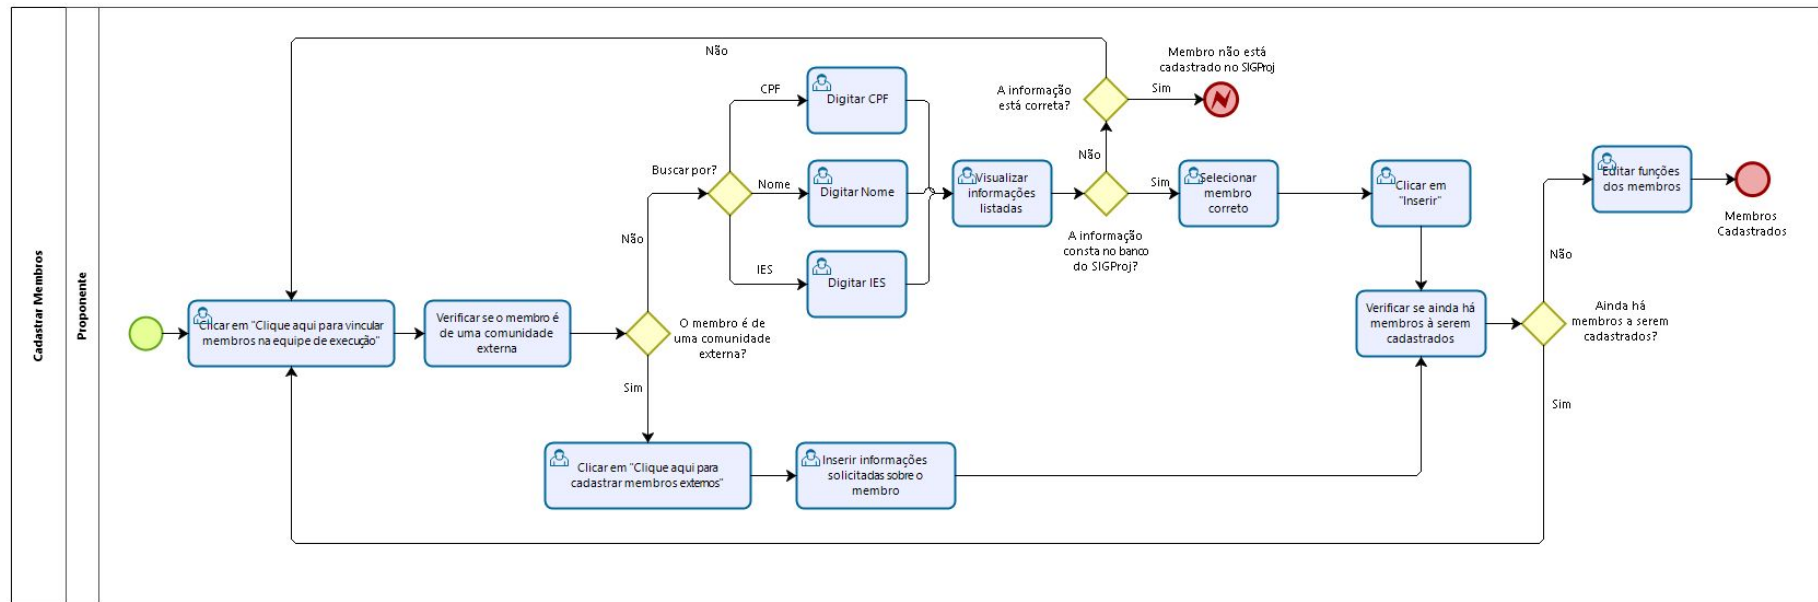 Cadastrar Membros
Proponente
Clicar em "Clique aqui para vincular
membros na equipe de execução"
Verificar se o membro é
de uma comunidade
externa
O membro é de
uma comunidade
externa?
Não
Sim
Buscar por?
CPF
Nome
IES
Digitar CPF
Digitar Nome
Digitar IES
Visualizar
informações
listadas
A informação
consta no banco
do SIGProj?
Não
Sim
A informação
está correta?
Não
Sim
Membro não está
cadastrado no SIGProj
Selecionar
membro
correto
Clicar em
"Inserir"
Clicar em "Clique aqui para
cadastrar membros externos"
Inserir informações
solicitadas sobre o
membro
Verificar se ainda há
membros à serem
cadastrados
Ainda há
membros a serem
cadastrados?
Não
Sim
Editar funções
dos membros
Membros
Cadastrados